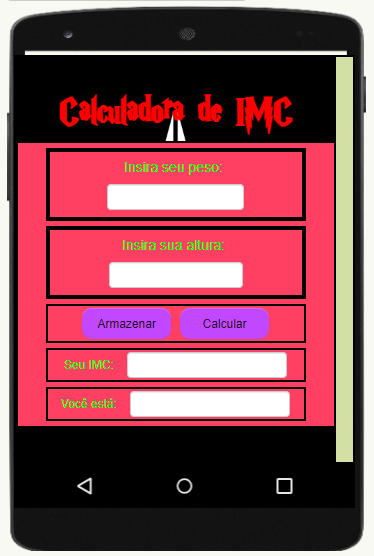 Calculadora de IMC
Insira seu peso:
Insira sua altura:
Armazenar Calcular
Seu IMC:
Você está: